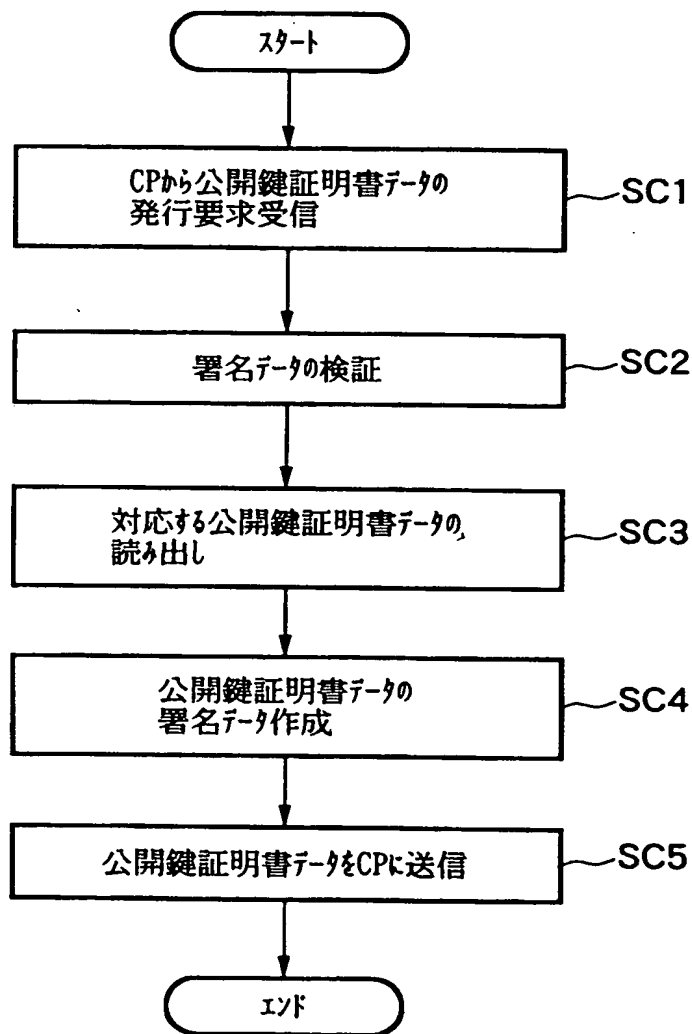 スタート
CPから公開鍵証明書データの
発行要求受信
SC1
署名データの検証
SC2
対応する公開鍵証明書データの
読み出し
SC3
公開鍵証明書データの
署名データ作成
SC4
公開鍵証明書データをCPに送信
SC5
エンド